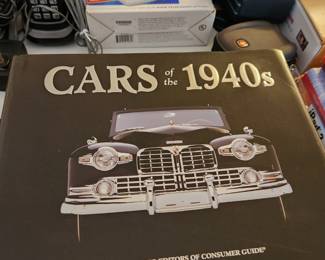 CARS of the 1940s
EDITORS OF CONSUMER GUIDE®